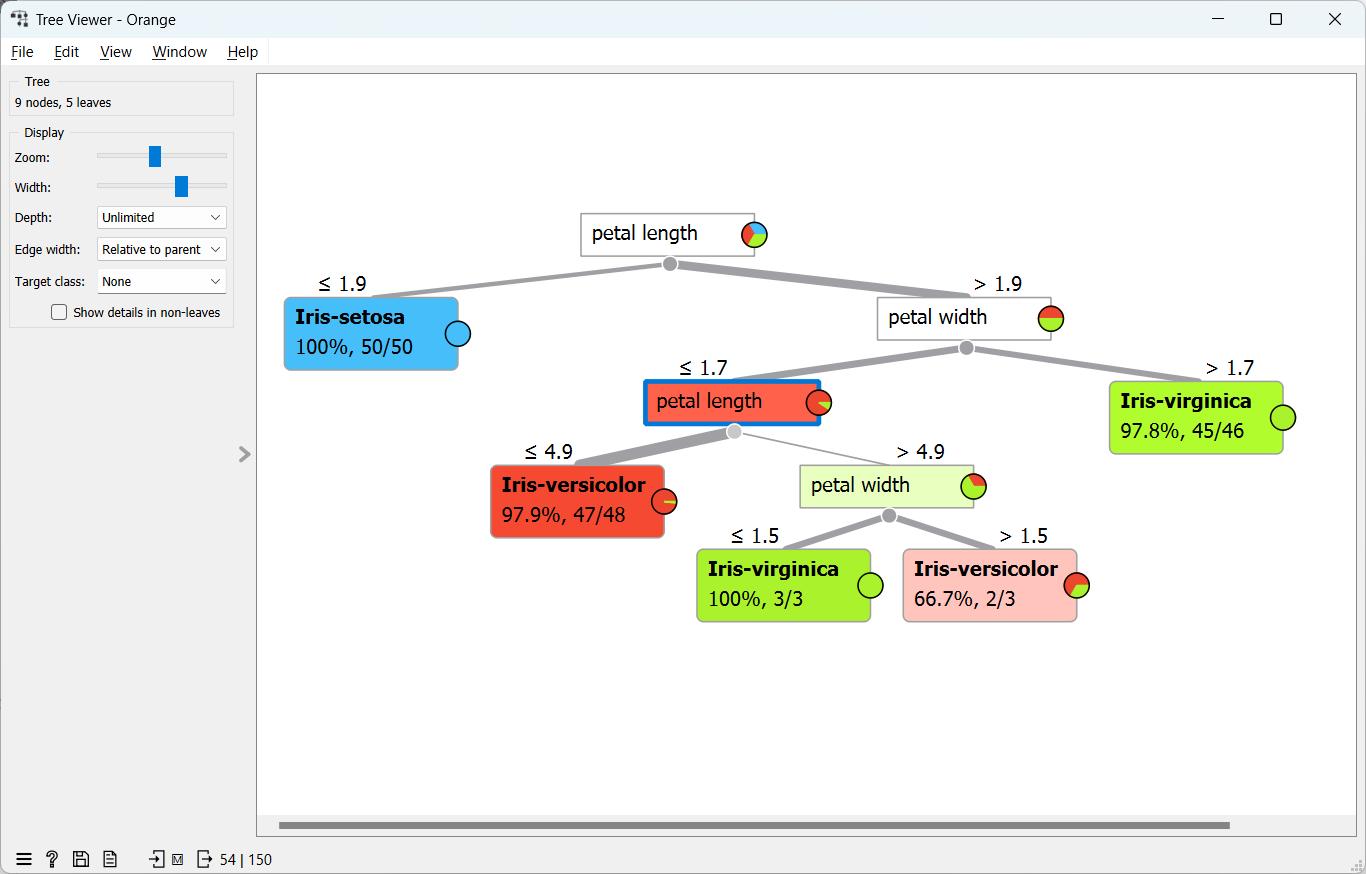 Tree Viewer - Orange
File Edit View Window Help
Tree
9 nodes, 5 leaves
Display
Zoom:
Width:
Depth: Unlimited
Edge width: Relative to parent
Target class: None
Show details in non-leaves
petal length
≤ 1.9
> 1.9
Iris-setosa
100%, 50/50
petal width
≤ 1.7
> 1.7
petal length
Iris-virginica
97.8%, 45/46
≤ 4.9
> 4.9
Iris-versicolor
97.9%, 47/48
petal width
≤ 1.5
> 1.5
Iris-virginica
100%, 3/3
Iris-versicolor
66.7%, 2/3
? M 54 | 150